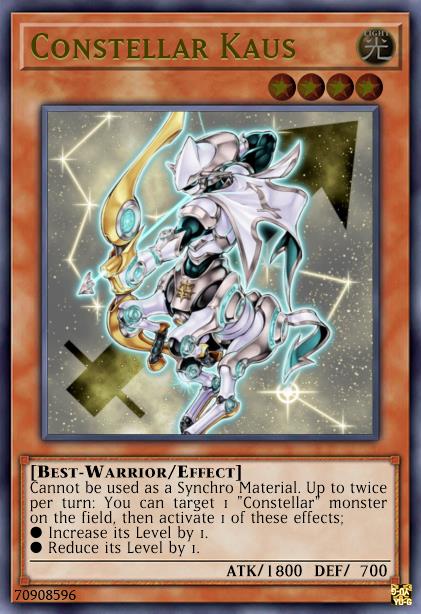 Constellar Kaus
LIGHT
光
[Best-Warrior/Effect]
Cannot be used as a Synchro Material. Up to twice
per turn: You can target 1 "Constellar" monster
on the field, then activate 1 of these effects;
● Increase its Level by 1.
● Reduce its Level by 1.
ATK/1800 DEF/ 700
70908596